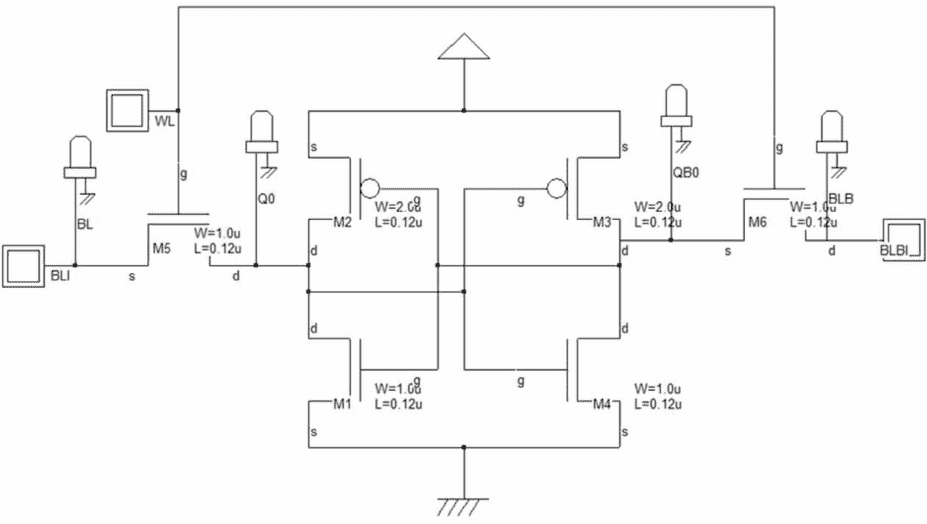 WL
g
BL
BLI
s
M5
W=1.0u
L=0.12u
d
Q0
s
M2
W=2.0u
L=0.12u
g
d
d
M1
W=1.0u
L=0.12u
g
s
s
g
M3
W=2.0u
L=0.12u
d
QB0
g
M6
W=1.0u
L=0.12u
BLB
s
d
BLBI
d
g
M4
W=1.0u
L=0.12u
s